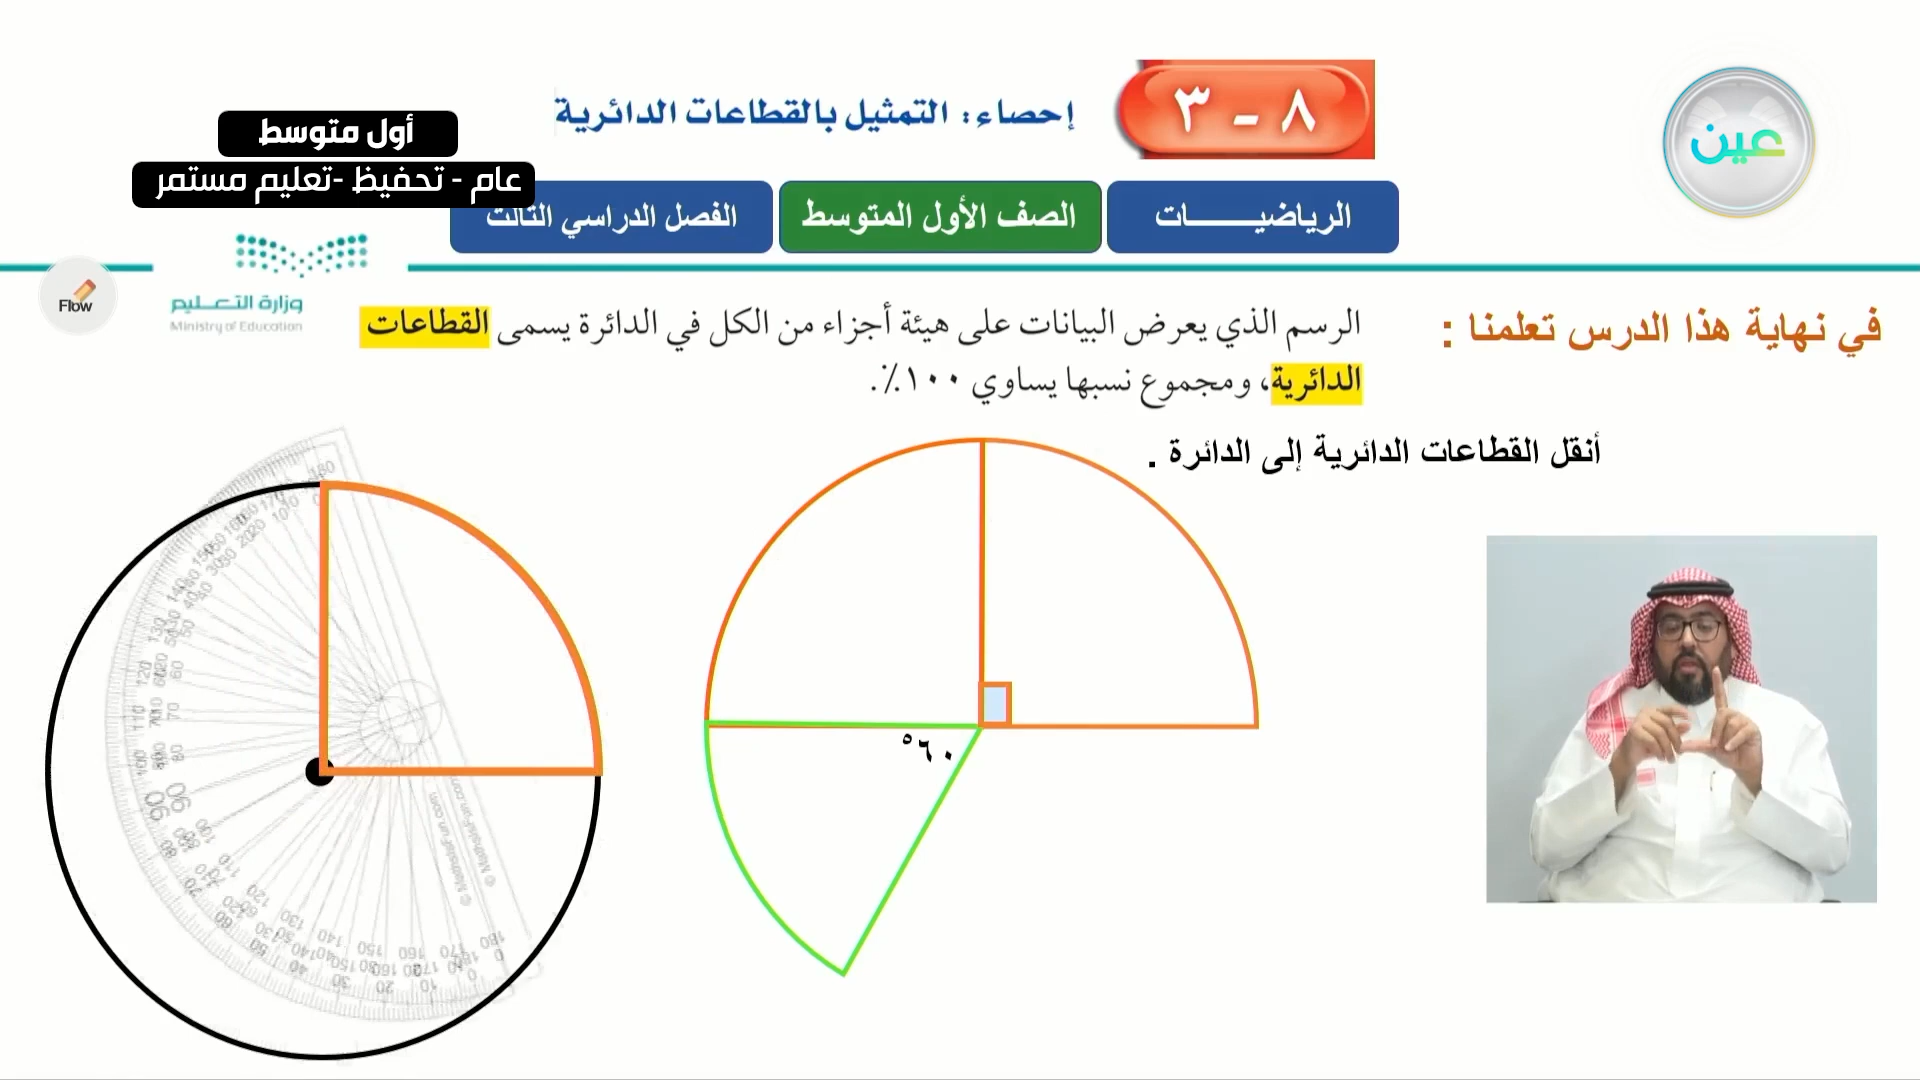 ٨ - ٣
إحصاء: التمثيل بالقطاعات الدائرية
عين
أول متوسط
عام - تحفيظ -تعليم مستمر
الرياضيـــــــات
الصف الأول المتوسط
الفصل الدراسي الثالث
Flow
وزارة التعـــليم
Ministry of Education
في نهاية هذا الدرس تعلمنا :
الرسم الذي يعرض البيانات على هيئة أجزاء من الكل في الدائرة يسمى القطاعات
الدائرية، ومجموع نسبها يساوي ١٠٠٪.
أنقل القطاعات الدائرية إلى الدائرة .
٦٠°